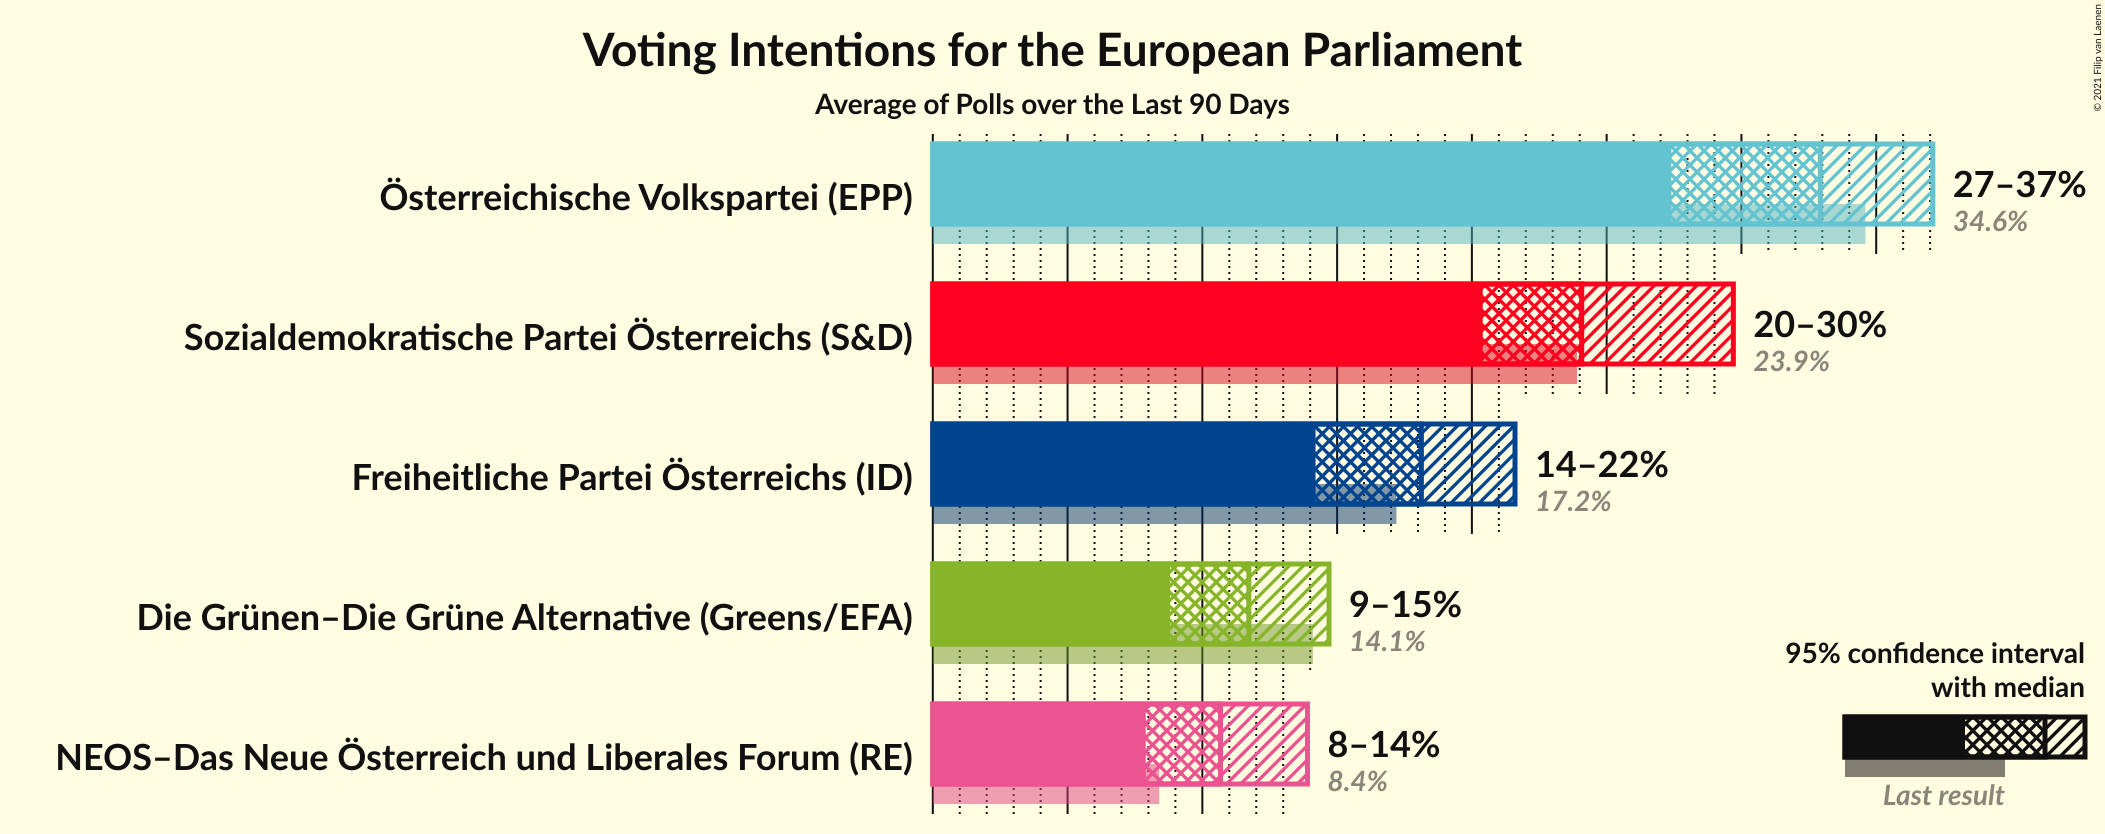 Voting Intentions for the European Parliament
Average of Polls over the Last 90 Days
© 2021 Filip van Laenen
Österreichische Volkspartei (EPP)
27–37%
34.6%
Sozialdemokratische Partei Österreichs (S&D)
20–30%
23.9%
Freiheitliche Partei Österreichs (ID)
14–22%
17.2%
Die Grünen–Die Grüne Alternative (Greens/EFA)
9–15%
14.1%
NEOS–Das Neue Österreich und Liberales Forum (RE)
8–14%
8.4%
95% confidence interval
with median
Last result